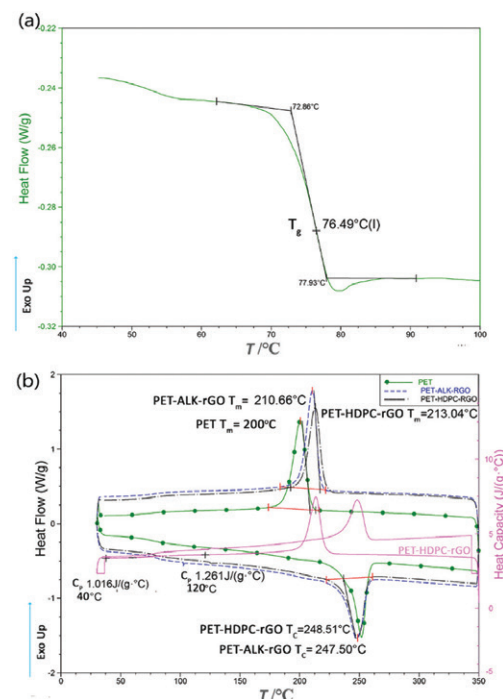 (a)
-0.22
-0.24
-0.26
-0.28
-0.30
-0.32
Heat Flow (W/g)
Exo Up
72.86°C
Tg 76.49°C(I)
77.93°C
40 50 60 70 80 90 100
T /°C
(b)
2
1
0
-1
-2
Heat Flow (W/g)
Exo Up
PET
PET-ALK-RGO
PET-HDPC-RGO
PET-ALK-rGO Tm= 210.66°C
PET-HDPC-rGO Tm=213.04°C
PET Tm= 200°C
PET-HDPC-rGO
Cp 1.016J/(g·°C)
40°C
Cp 1.261J/(g·°C)
120°C
PET-HDPC-rGO Tc=248.51°C
PET-ALK-rGO Tc=247.50°C
10
5
2
0
Heat Capacity (J/(g·°C))
0 50 100 150 200 250 300 350
T /°C